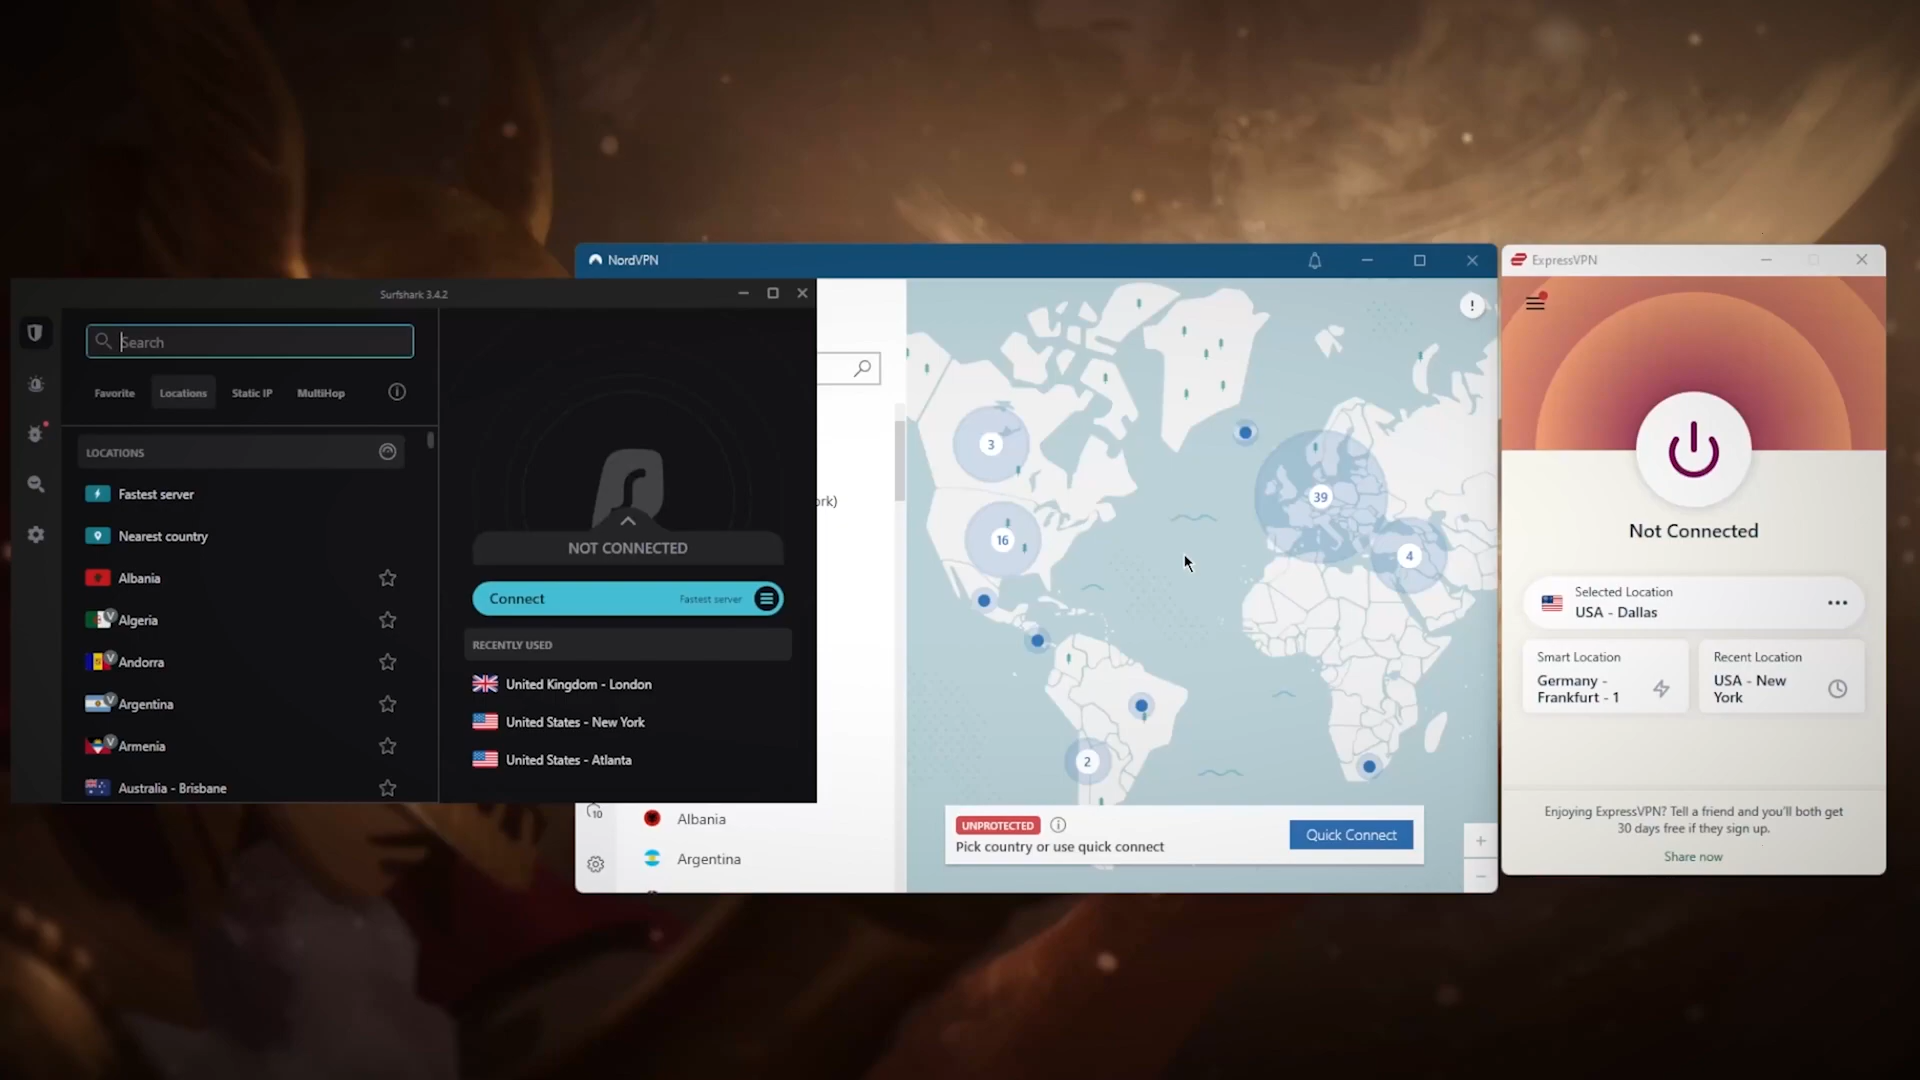 Surfshark 3.4.2
Search
Favorite
Locations
Static IP
MultiHop
LOCATIONS
Fastest server
Nearest country
Albania
Algeria
Andorra
Argentina
Armenia
Australia - Brisbane
NOT CONNECTED
Connect
Fastest server
RECENTLY USED
United Kingdom - London
United States - New York
United States - Atlanta
NordVPN
ork)
10
Albania
Argentina
3
16
39
4
2
UNPROTECTED
Pick country or use quick connect
Quick Connect
ExpressVPN
Not Connected
Selected Location
USA - Dallas
Smart Location
Germany -
Frankfurt - 1
Recent Location
USA - New
York
Enjoying ExpressVPN? Tell a friend and you'll both get
30 days free if they sign up.
Share now